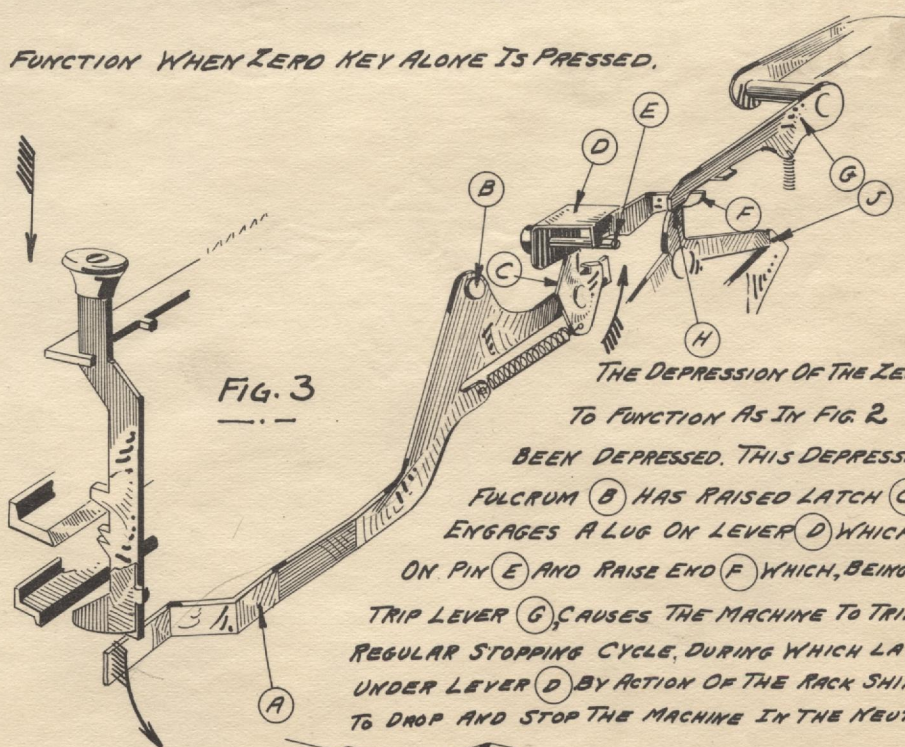 FUNCTION WHEN ZERO KEY ALONE IS PRESSED.
E
D
B
G
F
J
C
H
FIG. 3
THE DEPRESSION OF THE ZE
TO FUNCTION AS IN FIG. 2
BEEN DEPRESSED. THIS DEPRESS
FULCRUM B HAS RAISED LATCH C
ENGAGES A LUG ON LEVER D WHICH
ON PIN E AND RAISE END F WHICH, BEING
TRIP LEVER G, CAUSES THE MACHINE TO TRI
REGULAR STOPPING CYCLE, DURING WHICH LA
UNDER LEVER D BY ACTION OF THE RACK SHI
TO DROP AND STOP THE MACHINE IN THE NEUT
A